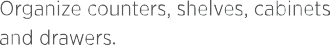 Organize counters, shelves, cabinets
and drawers.